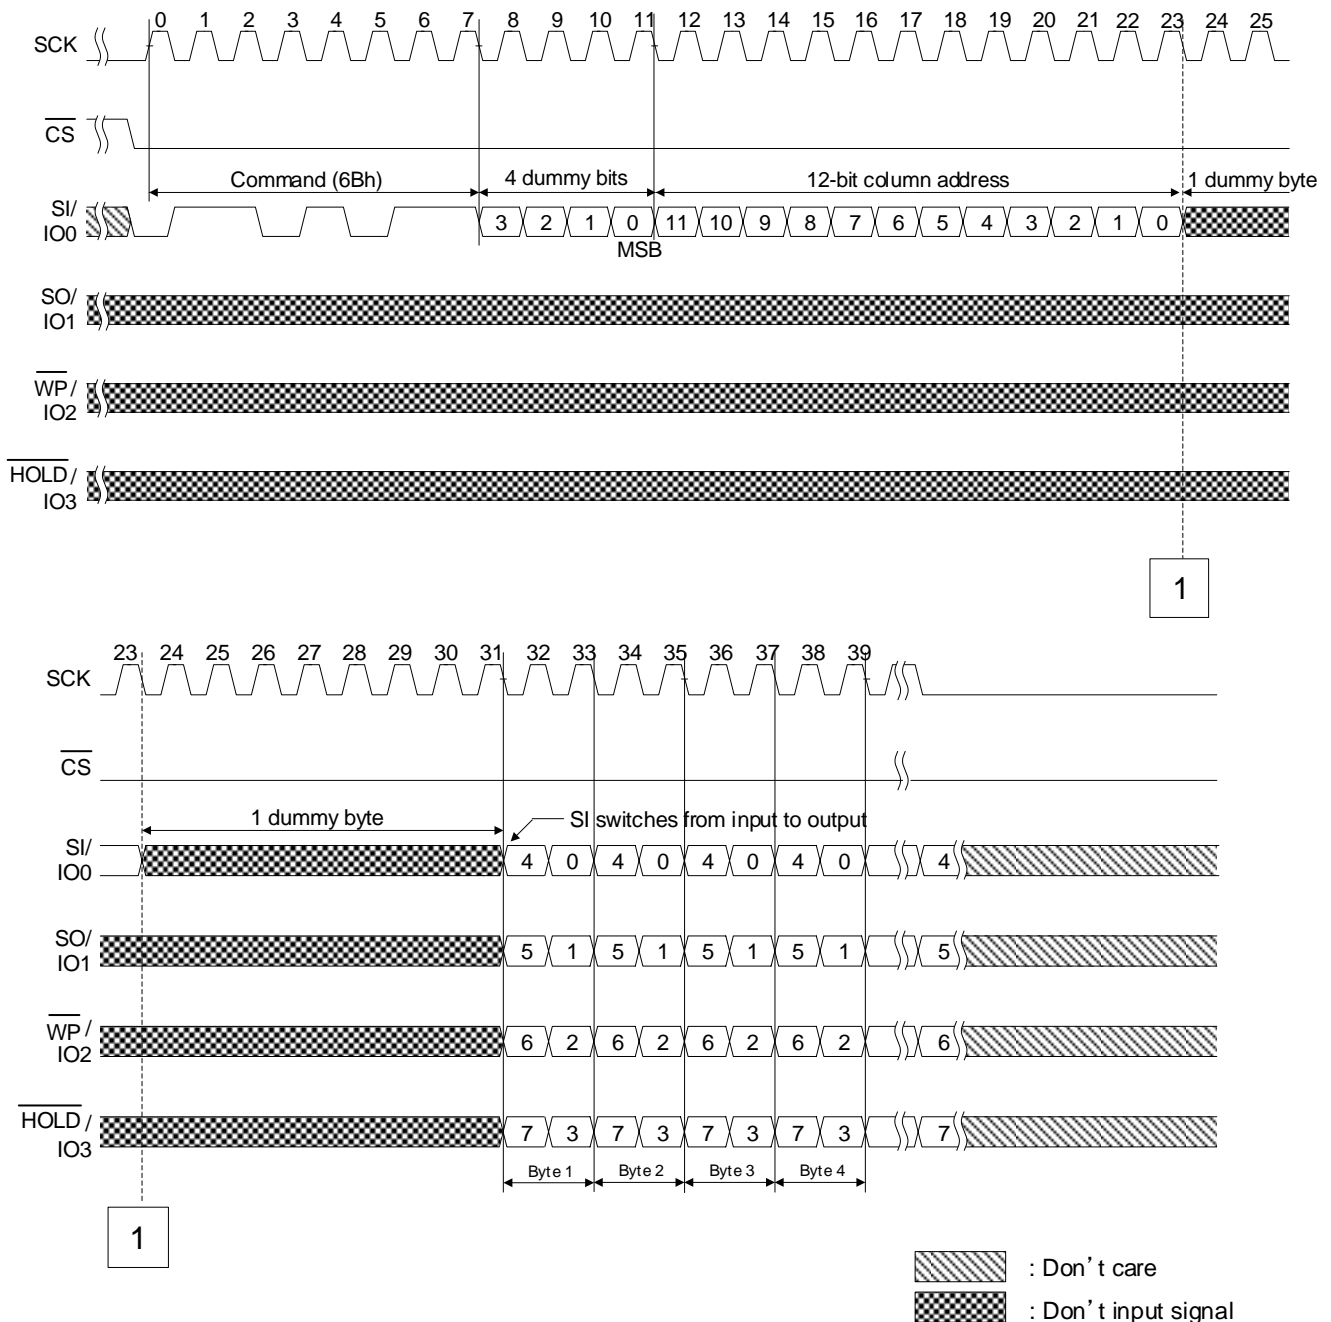 0 1 2 3 4 5 6 7 8 9 10 11 12 13 14 15 16 17 18 19 20 21 22 23 24 25
SCK
CS
Command (6Bh) 4 dummy bits 12-bit column address 1 dummy byte
SI/
IO0
3 2 1 0 11 10 9 8 7 6 5 4 3 2 1 0
MSB
SO/
IO1
WP/
IO2
HOLD/
IO3
1
23 24 25 26 27 28 29 30 31 32 33 34 35 36 37 38 39
SCK
CS
1 dummy byte SI switches from input to output
SI/
IO0
4 0 4 0 4 0 4 0 4
SO/
IO1
5 1 5 1 5 1 5 1 5
WP/
IO2
6 2 6 2 6 2 6 2 6
HOLD/
IO3
7 3 7 3 7 3 7 3 7
Byte 1 Byte 2 Byte 3 Byte 4
1
: Don't care
: Don't input signal